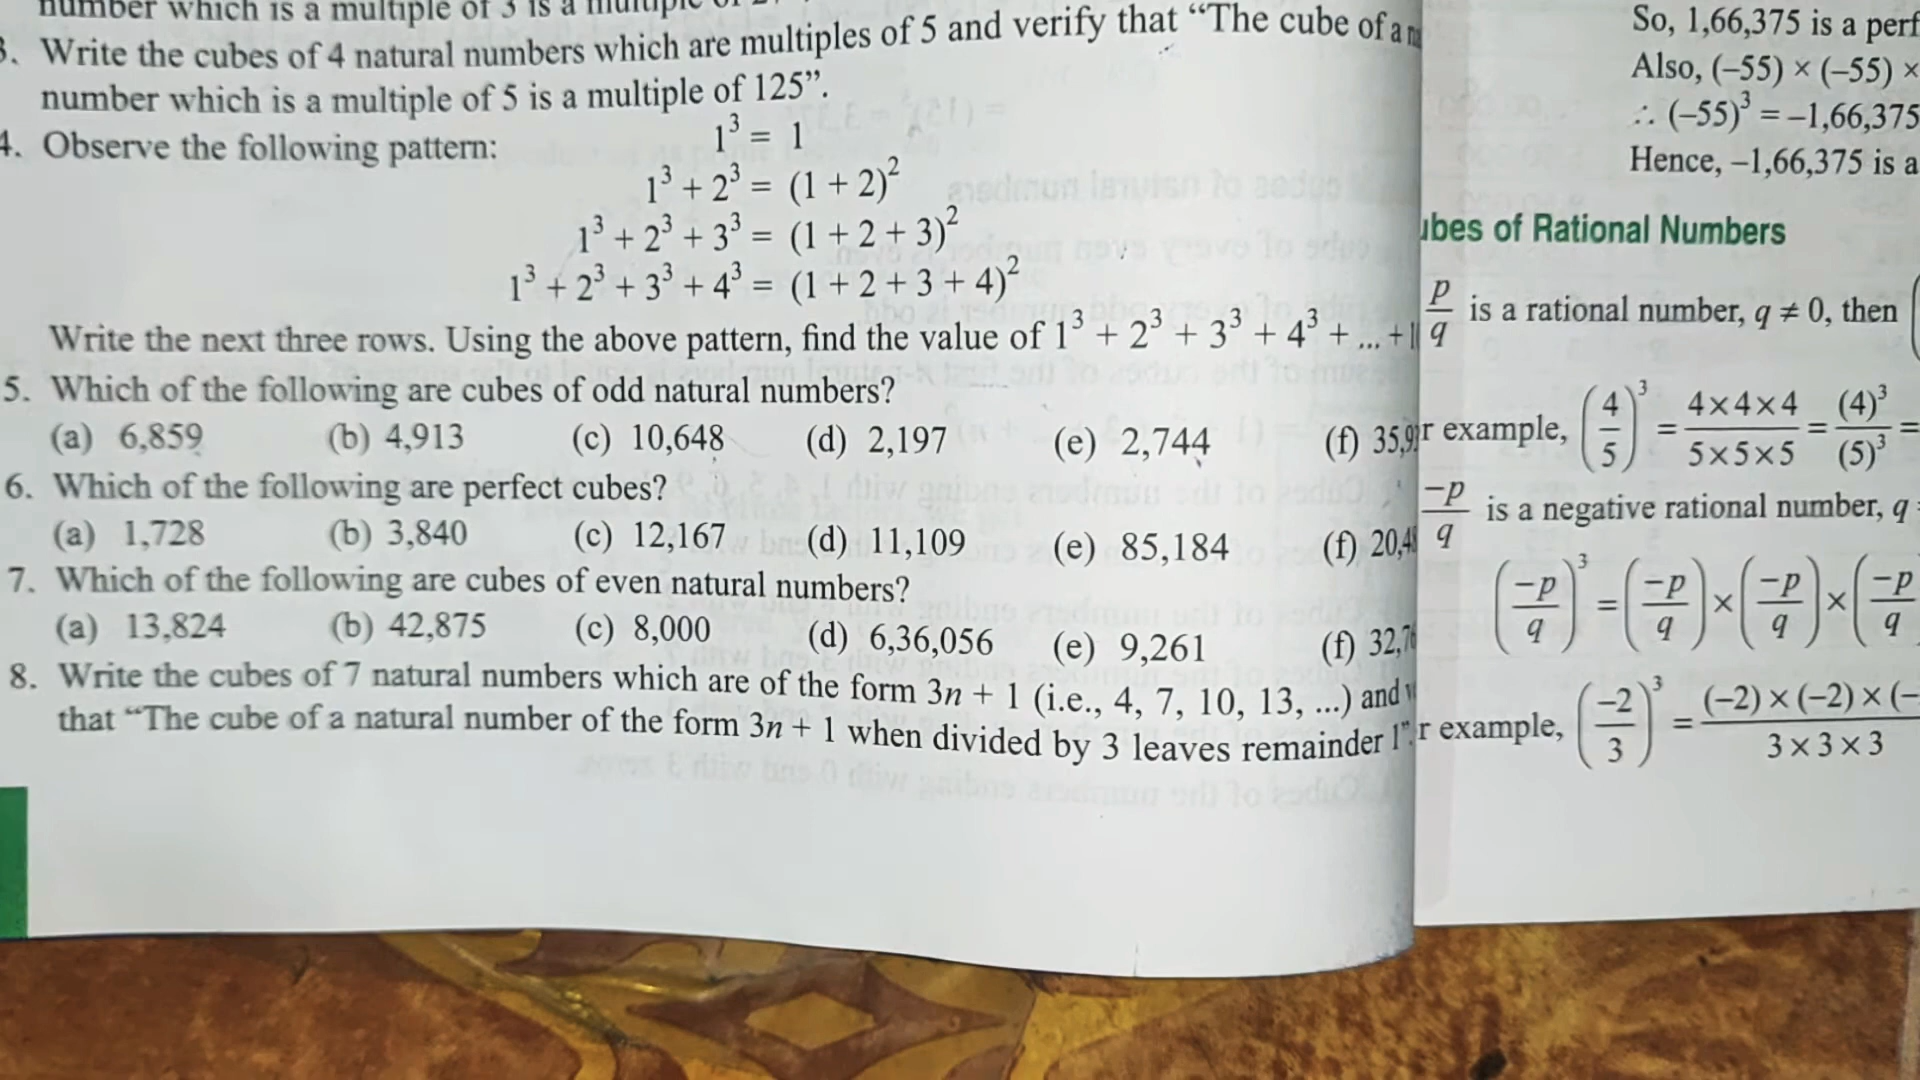 number which is a multiple of 3 is a
3. Write the cubes of 4 natural numbers which are multiples of 5 and verify that “The cube of a
number which is a multiple of 5 is a multiple of 125”.
4. Observe the following pattern:
1³ = 1
1³ + 2³ = (1 + 2)²
1³ + 2³ + 3³ = (1 + 2 + 3)²
1³ + 2³ + 3³ + 4³ = (1 + 2 + 3 + 4)²
Write the next three rows. Using the above pattern, find the value of 1³ + 2³ + 3³ + 4³ + ... +
5. Which of the following are cubes of odd natural numbers?
(a) 6,859 (b) 4,913 (c) 10,648 (d) 2,197 (e) 2,744 (f) 35,9
6. Which of the following are perfect cubes?
(a) 1,728 (b) 3,840 (c) 12,167 (d) 11,109 (e) 85,184 (f) 20,4
7. Which of the following are cubes of even natural numbers?
(a) 13,824 (b) 42,875 (c) 8,000 (d) 6,36,056 (e) 9,261 (f) 32,7
8. Write the cubes of 7 natural numbers which are of the form 3n + 1 (i.e., 4, 7, 10, 13, ...) and
that “The cube of a natural number of the form 3n + 1 when divided by 3 leaves remainder 1”.
So, 1,66,375 is a perf
Also, (–55) × (–55) ×
∴ (–55)³ = –1,66,375
Hence, –1,66,375 is a
ubes of Rational Numbers
p/q is a rational number, q ≠ 0, then (
r example, (4/5)³ = 4×4×4/5×5×5 = (4)³/(5)³ =
–p/q is a negative rational number, q
(–p/q)³ = (–p/q) × (–p/q) × (–p/q
r example, (–2/3)³ = (–2) × (–2) × (–/3 × 3 × 3